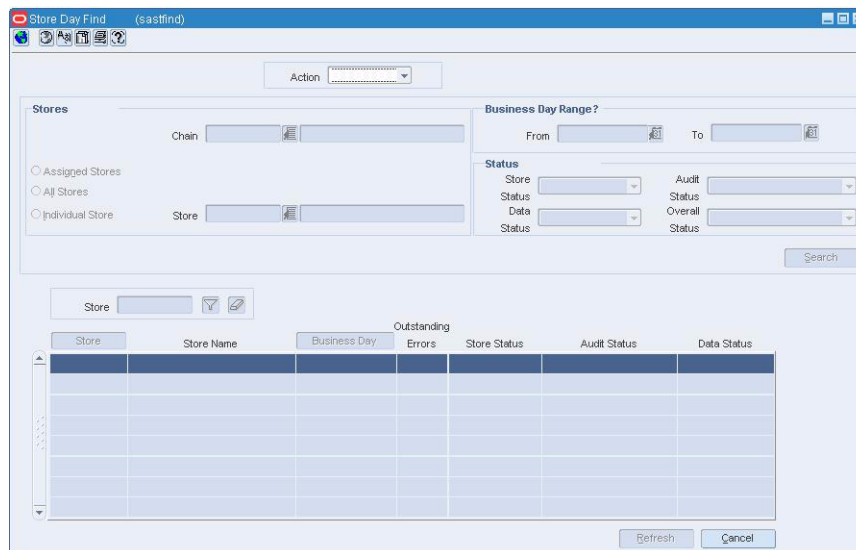 Store Day Find (sastfind)
Action
Stores
Chain
Assigned Stores
All Stores
Individual Store
Store
Business Day Range?
From To
Status
Store Status
Audit Status
Data Status
Overall Status
Search
Store
Store
Store Name
Business Day
Outstanding Errors
Store Status
Audit Status
Data Status
Refresh
Cancel